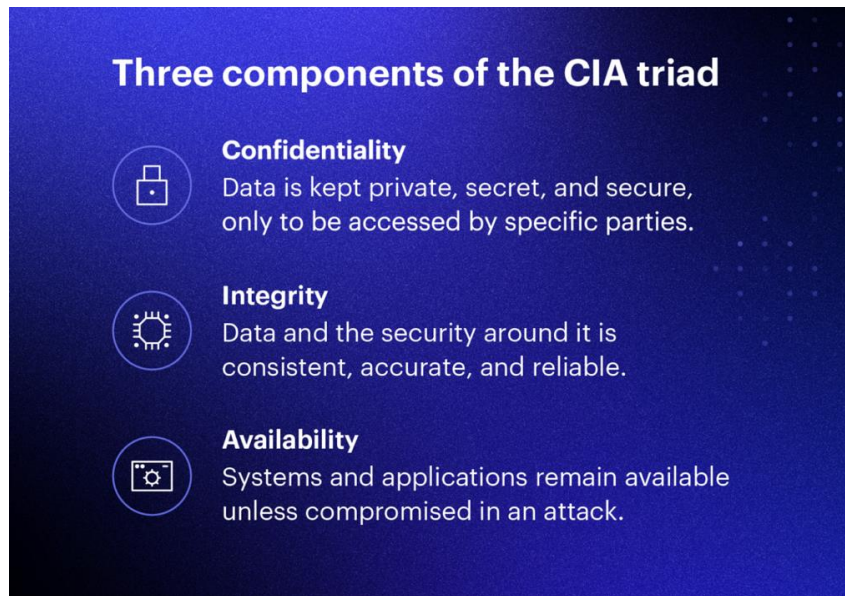 Three components of the CIA triad
Confidentiality
Data is kept private, secret, and secure,
only to be accessed by specific parties.
Integrity
Data and the security around it is
consistent, accurate, and reliable.
Availability
Systems and applications remain available
unless compromised in an attack.